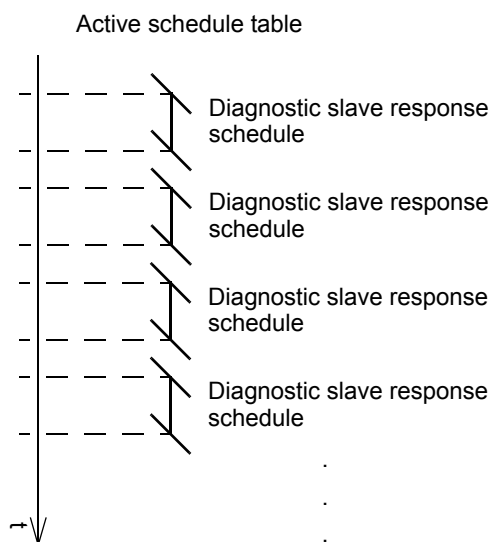 Active schedule table
Diagnostic slave response
schedule
Diagnostic slave response
schedule
Diagnostic slave response
schedule
Diagnostic slave response
schedule
.
.
.
t